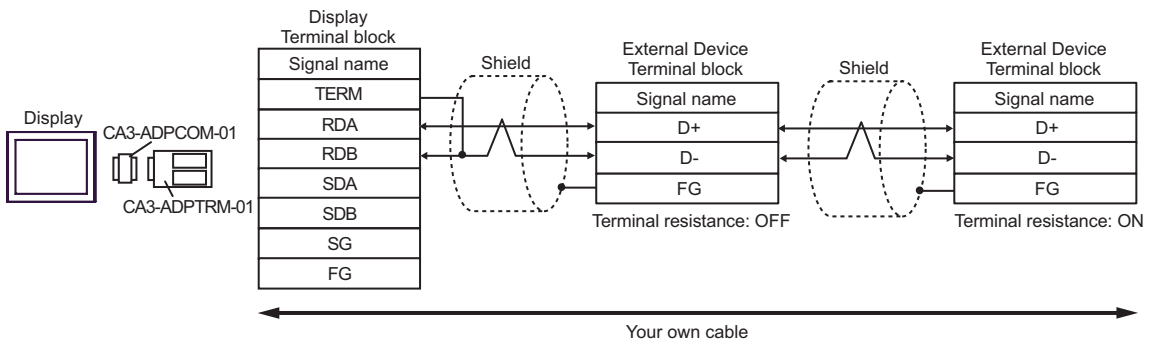 Display
CA3-ADPCOM-01
CA3-ADPTRM-01
Display
Terminal block
Signal name
TERM
RDA
RDB
SDA
SDB
SG
FG
Shield
External Device
Terminal block
Signal name
D+
D-
FG
Terminal resistance: OFF
Shield
External Device
Terminal block
Signal name
D+
D-
FG
Terminal resistance: ON
Your own cable